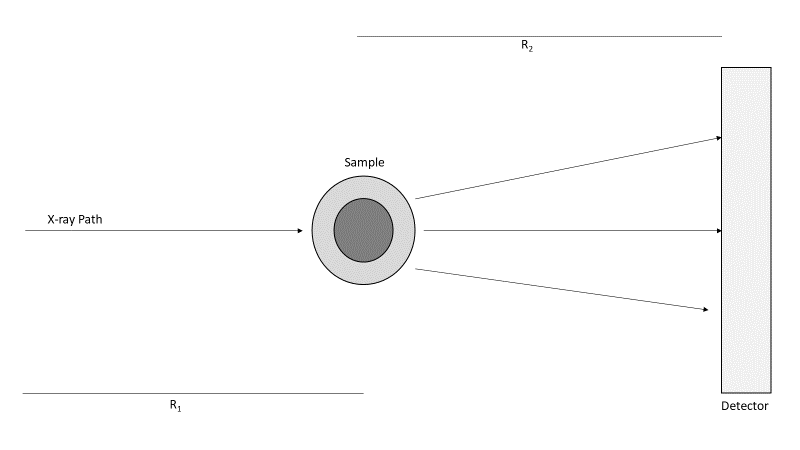 R₂
Sample
X-ray Path
R₁
Detector